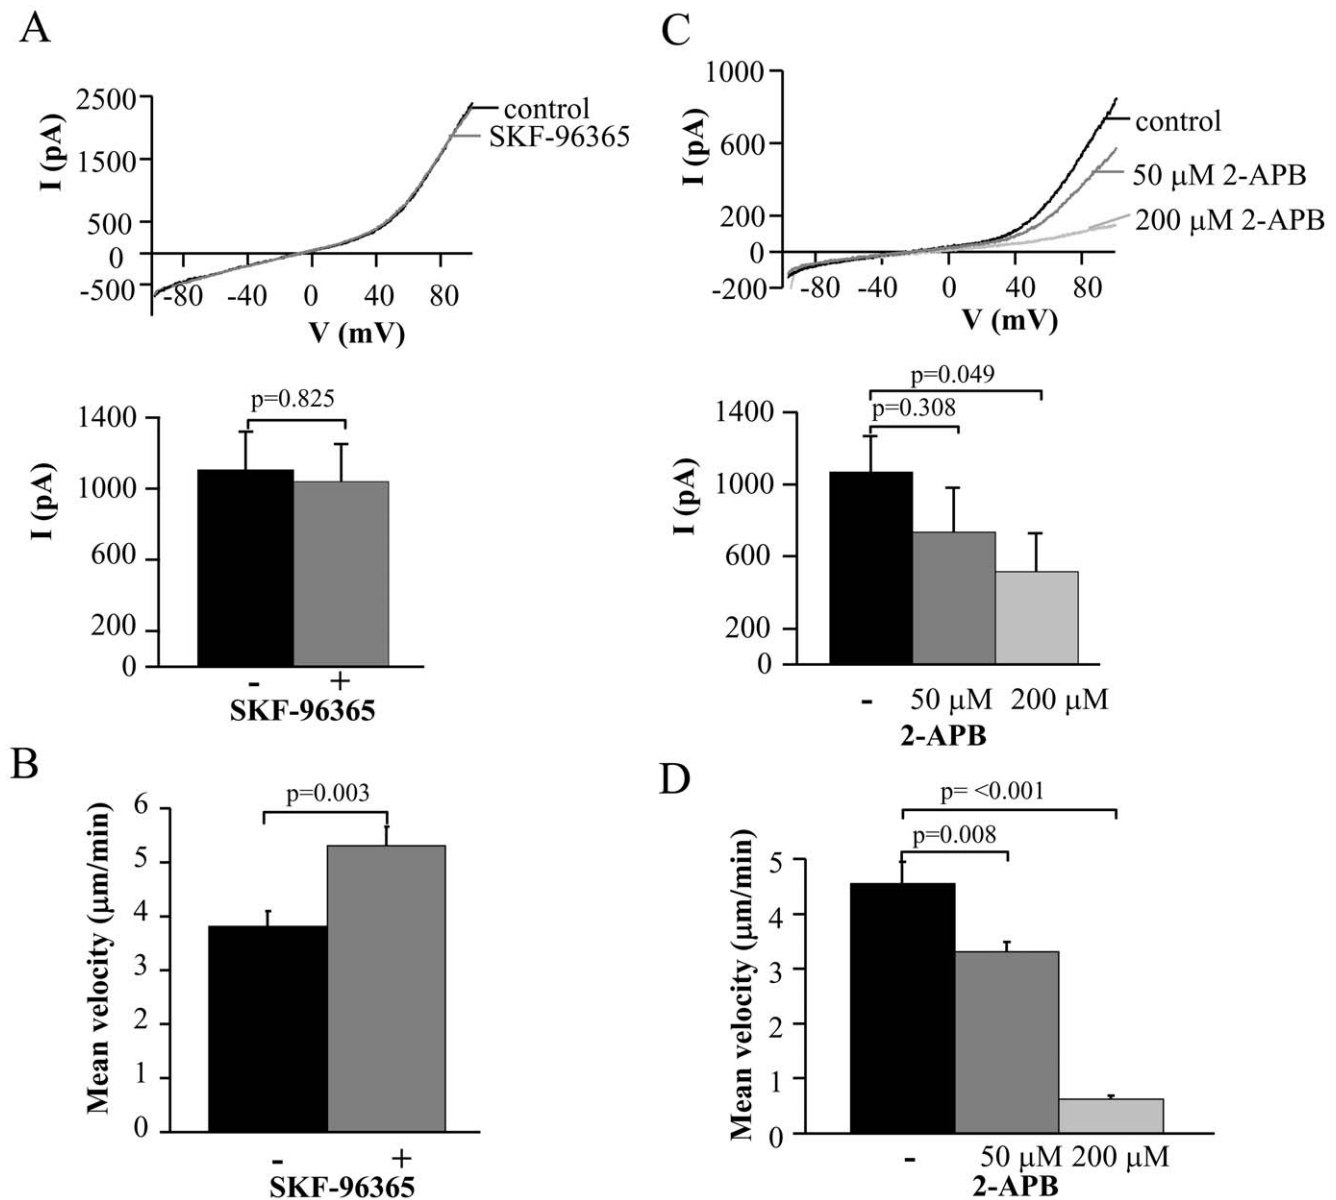 A
2500
1500
500
0
-500
I (pA)
control
SKF-96365
-80 -40 0 40 80
V (mV)
p=0.825
1400
1000
600
200
0
I (pA)
- +
SKF-96365
B
p=0.003
6
5
4
3
2
1
0
Mean velocity (μm/min)
- +
SKF-96365
C
1000
600
200
0
-200
I (pA)
control
50 μM 2-APB
200 μM 2-APB
-80 -40 0 40 80
V (mV)
p=0.049
p=0.308
1400
1000
600
200
0
I (pA)
- 50 μM 200 μM
2-APB
D
p= <0.001
p=0.008
5
4
3
2
1
0
Mean velocity (μm/min)
- 50 μM 200 μM
2-APB